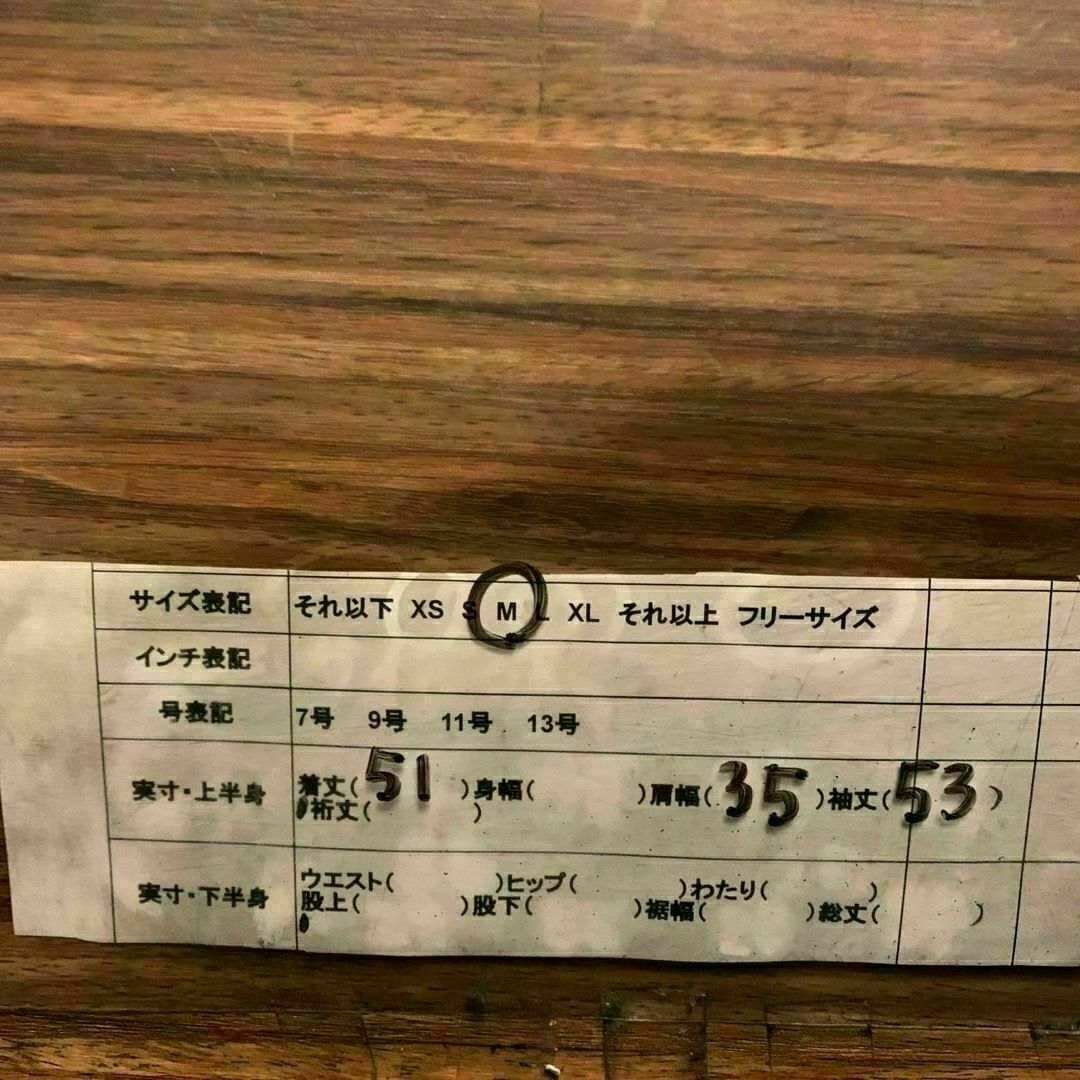 サイズ表記 それ以下 XS S M L XL それ以上 フリーサイズ
インチ表記
号表記 7号 9号 11号 13号
実寸・上半身 着丈(51)身幅( )肩幅(35)袖丈(53)
裄丈( )
実寸・下半身 ウエスト( )ヒップ( )わたり( )
股上( )股下( )裾幅( )総丈( )